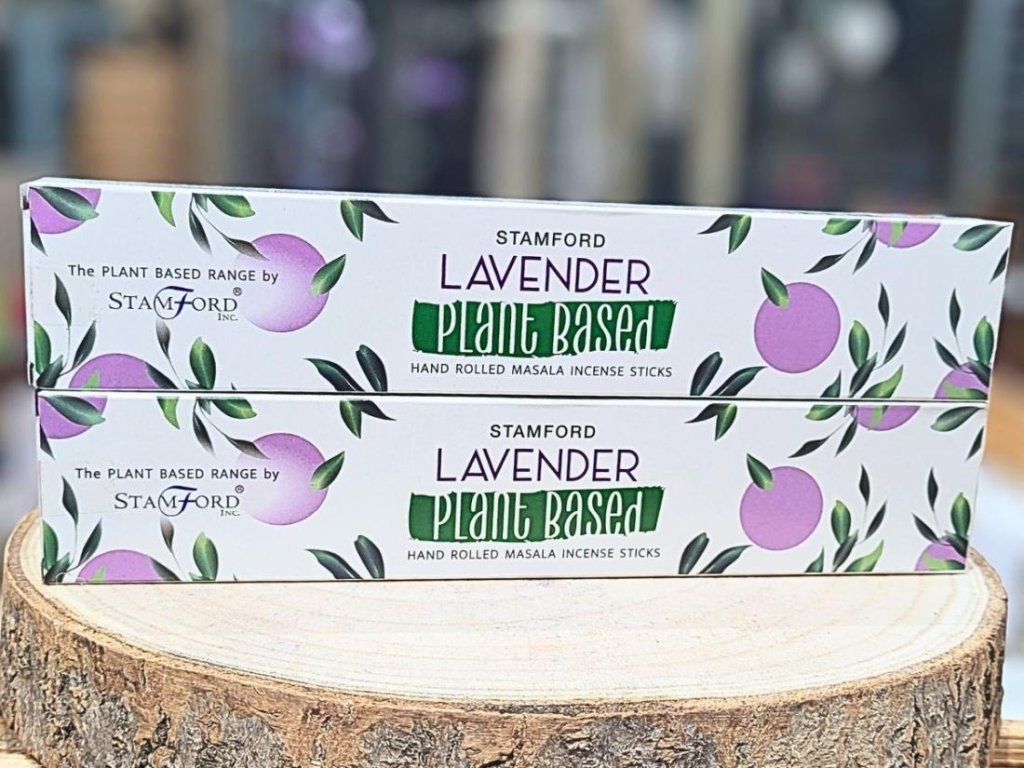 The PLANT BASED RANGE by
STAMFORD®
INC.
STAMFORD
LAVENDER
PLANT BASEd
HAND ROLLED MASALA INCENSE STICKS
The PLANT BASED RANGE by
STAMFORD®
INC.
STAMFORD
LAVENDER
PLANT BASEd
HAND ROLLED MASALA INCENSE STICKS